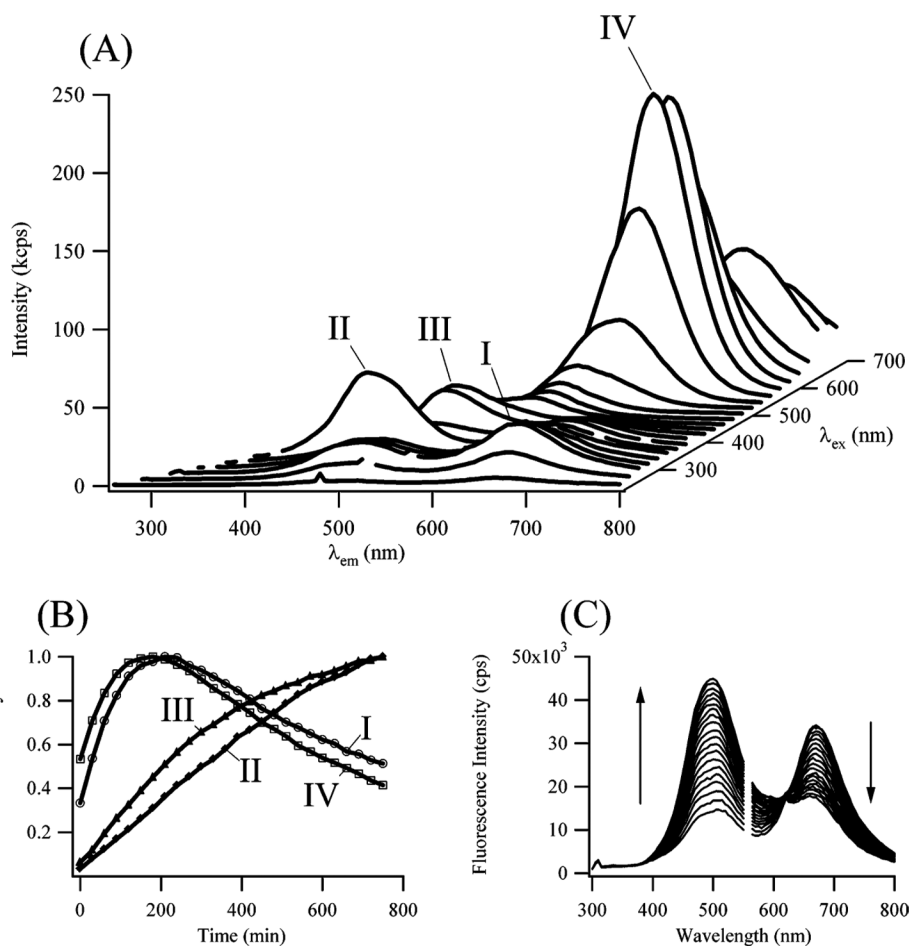 (A)
IV
250
200
150
100
50
0
Intensity (kcps)
II
III
I
700
600
500
400
300
λex (nm)
300 400 500 600 700 800
λem (nm)
(B)
1.0
0.8
0.6
0.4
0.2
III
II
I
IV
0 200 400 600 800
Time (min)
(C)
50x10³
40
30
20
10
0
Fluorescence Intensity (cps)
300 400 500 600 700 800
Wavelength (nm)